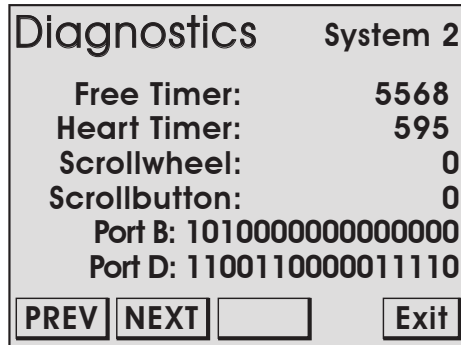 Diagnostics System 2
Free Timer: 5568
Heart Timer: 595
Scrollwheel: 0
Scrollbutton: 0
Port B: 1010000000000000
Port D: 1100110000011110
PREV NEXT Exit